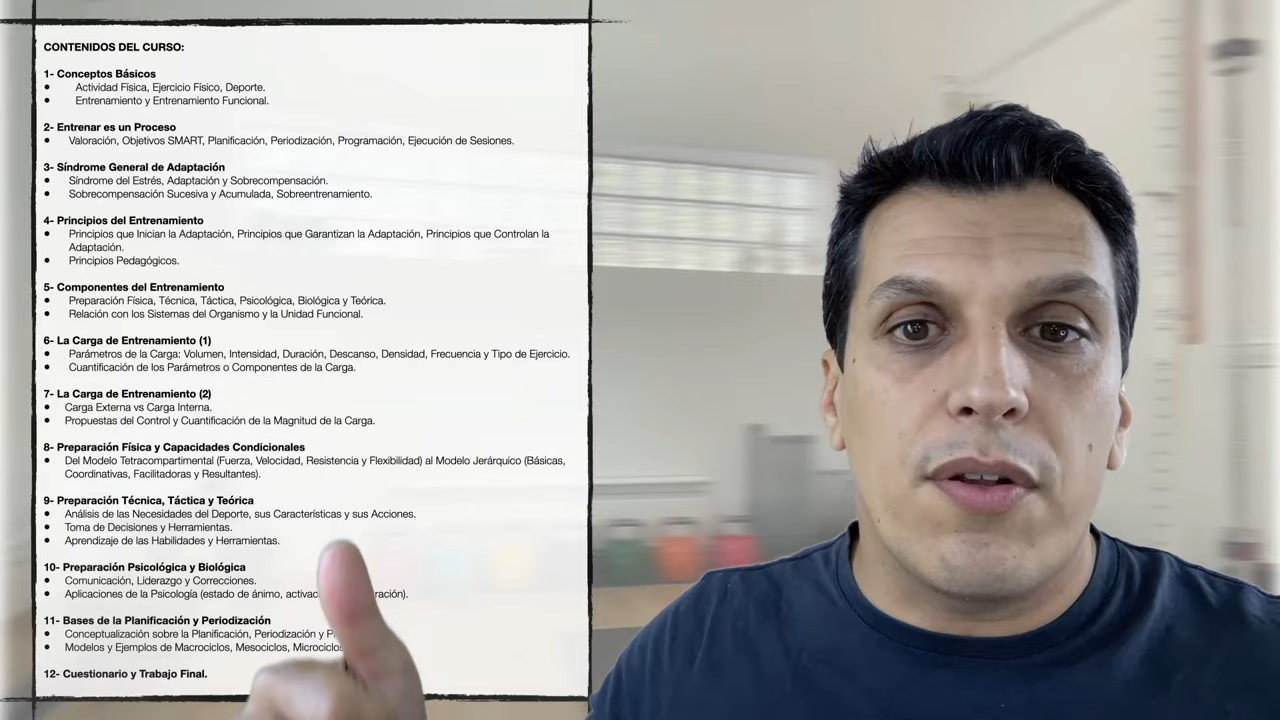 CONTENIDOS DEL CURSO:
1- Conceptos Básicos
• Actividad Física, Ejercicio Físico, Deporte.
• Entrenamiento y Entrenamiento Funcional.
2- Entrenar es un Proceso
• Valoración, Objetivos SMART, Planificación, Periodización, Programación, Ejecución de Sesiones.
3- Síndrome General de Adaptación
• Síndrome del Estrés, Adaptación y Sobrecompensación.
• Sobrecompensación Sucesiva y Acumulada, Sobreentrenamiento.
4- Principios del Entrenamiento
• Principios que Inician la Adaptación, Principios que Garantizan la Adaptación, Principios que Controlan la
Adaptación.
• Principios Pedagógicos.
5- Componentes del Entrenamiento
• Preparación Física, Técnica, Táctica, Psicológica, Biológica y Teórica.
• Relación con los Sistemas del Organismo y la Unidad Funcional.
6- La Carga de Entrenamiento (1)
• Parámetros de la Carga: Volumen, Intensidad, Duración, Descanso, Densidad, Frecuencia y Tipo de Ejercicio.
• Cuantificación de los Parámetros o Componentes de la Carga.
7- La Carga de Entrenamiento (2)
• Carga Externa vs Carga Interna.
• Propuestas del Control y Cuantificación de la Magnitud de la Carga.
8- Preparación Física y Capacidades Condicionales
• Del Modelo Tetracompartimental (Fuerza, Velocidad, Resistencia y Flexibilidad) al Modelo Jerárquico (Básicas,
Coordinativas, Facilitadoras y Resultantes).
9- Preparación Técnica, Táctica y Teórica
• Análisis de las Necesidades del Deporte, sus Características y sus Acciones.
• Toma de Decisiones y Herramientas.
• Aprendizaje de las Habilidades y Herramientas.
10- Preparación Psicológica y Biológica
• Comunicación, Liderazgo y Correcciones.
• Aplicaciones de la Psicología (estado de ánimo,
11- Bases de la Planificación y Periodización
• Conceptualización sobre la Planificación, Periodización y
• Modelos y Ejemplos de Macrociclos, Mesociclos,
12- Cuestionario y Trabajo Final.